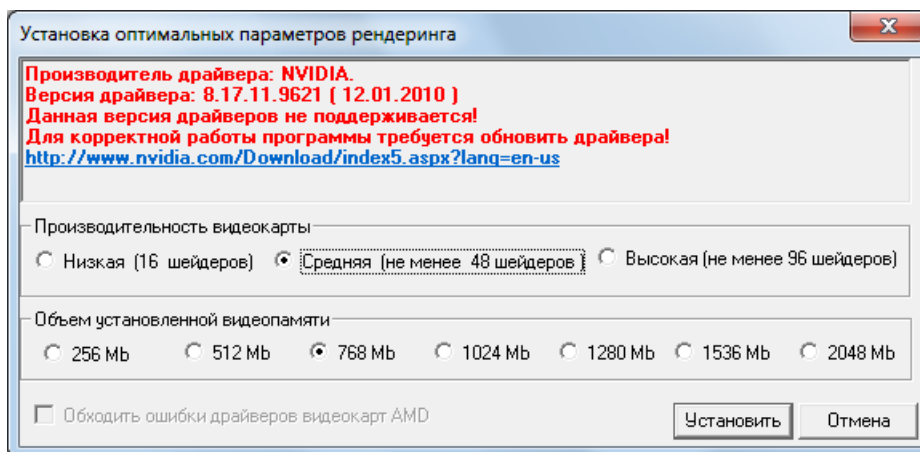 Установка оптимальных параметров рендеринга
Производитель драйвера: NVIDIA.
Версия драйвера: 8.17.11.9621 ( 12.01.2010 )
Данная версия драйверов не поддерживается!
Для корректной работы программы требуется обновить драйвера!
http://www.nvidia.com/Download/index5.aspx?lang=en-us
Производительность видеокарты
Низкая (16 шейдеров) Средняя (не менее 48 шейдеров ) Высокая (не менее 96 шейдеров)
Объем установленной видеопамяти
256 Mb 512 Mb 768 Mb 1024 Mb 1280 Mb 1536 Mb 2048 Mb
Обходить ошибки драйверов видеокарт AMD
Установить Отмена